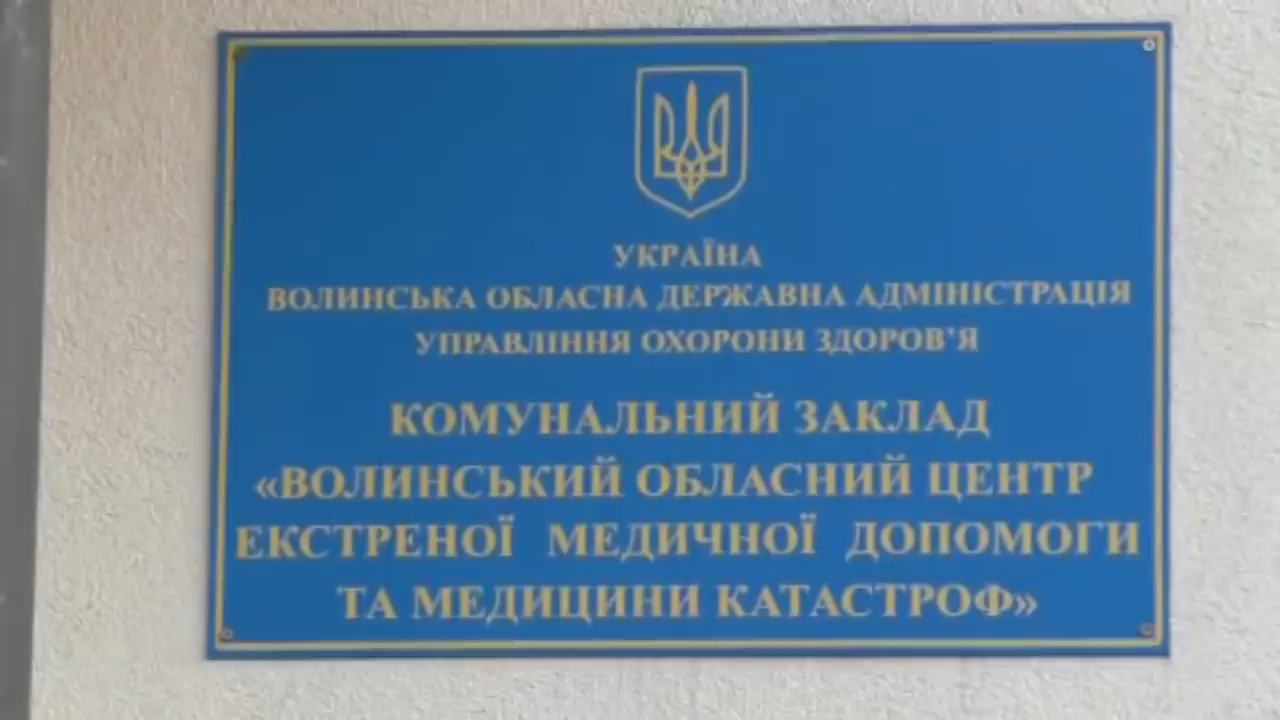 УКРАЇНА
ВОЛИНСЬКА ОБЛАСНА ДЕРЖАВНА АДМІНІСТРАЦІЯ
УПРАВЛІННЯ ОХОРОНИ ЗДОРОВ'Я
КОМУНАЛЬНИЙ ЗАКЛАД
«ВОЛИНСЬКИЙ ОБЛАСНИЙ ЦЕНТР
ЕКСТРЕНОЇ МЕДИЧНОЇ ДОПОМОГИ
ТА МЕДИЦИНИ КАТАСТРОФ»